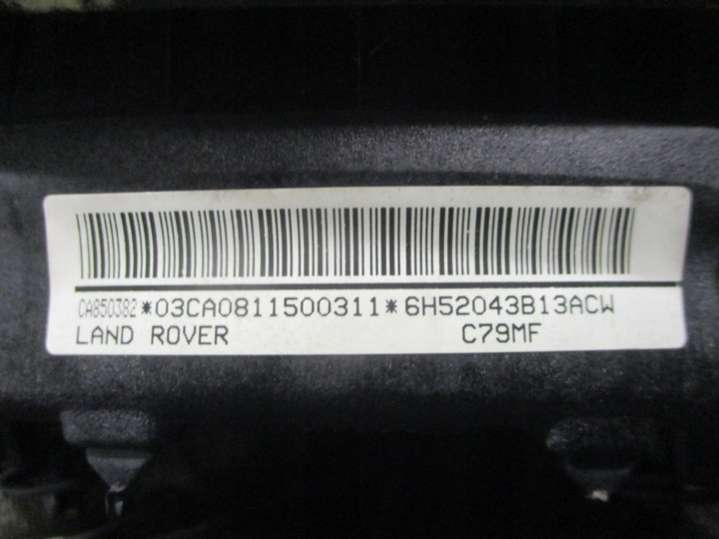 CA850382*03CA0811500311*6H52043B13ACW
LAND ROVER C79MF